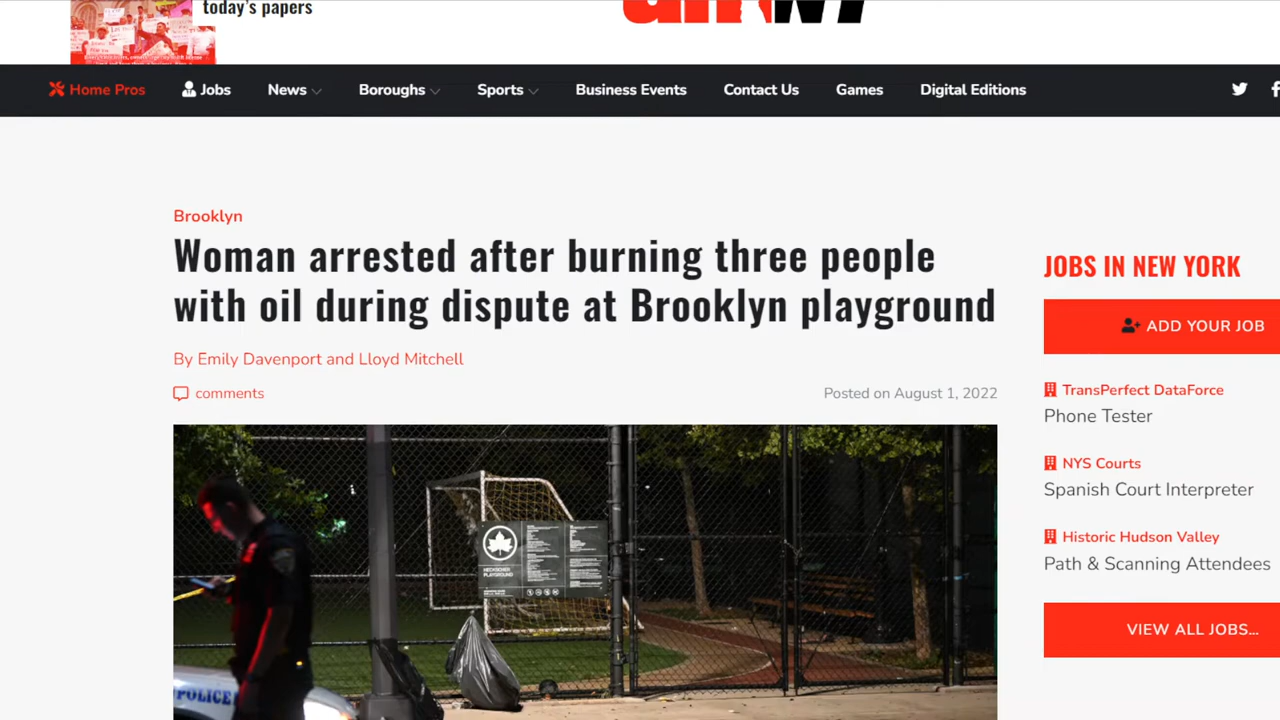 today's papers
Home Pros
Jobs
News
Boroughs
Sports
Business Events
Contact Us
Games
Digital Editions
Brooklyn
Woman arrested after burning three people
with oil during dispute at Brooklyn playground
By Emily Davenport and Lloyd Mitchell
comments
Posted on August 1, 2022
JOBS IN NEW YORK
ADD YOUR JOB
TransPerfect DataForce
Phone Tester
NYS Courts
Spanish Court Interpreter
Historic Hudson Valley
Path & Scanning Attendees
VIEW ALL JOBS...
HECKSCHER
PLAYGROUND
POLICE